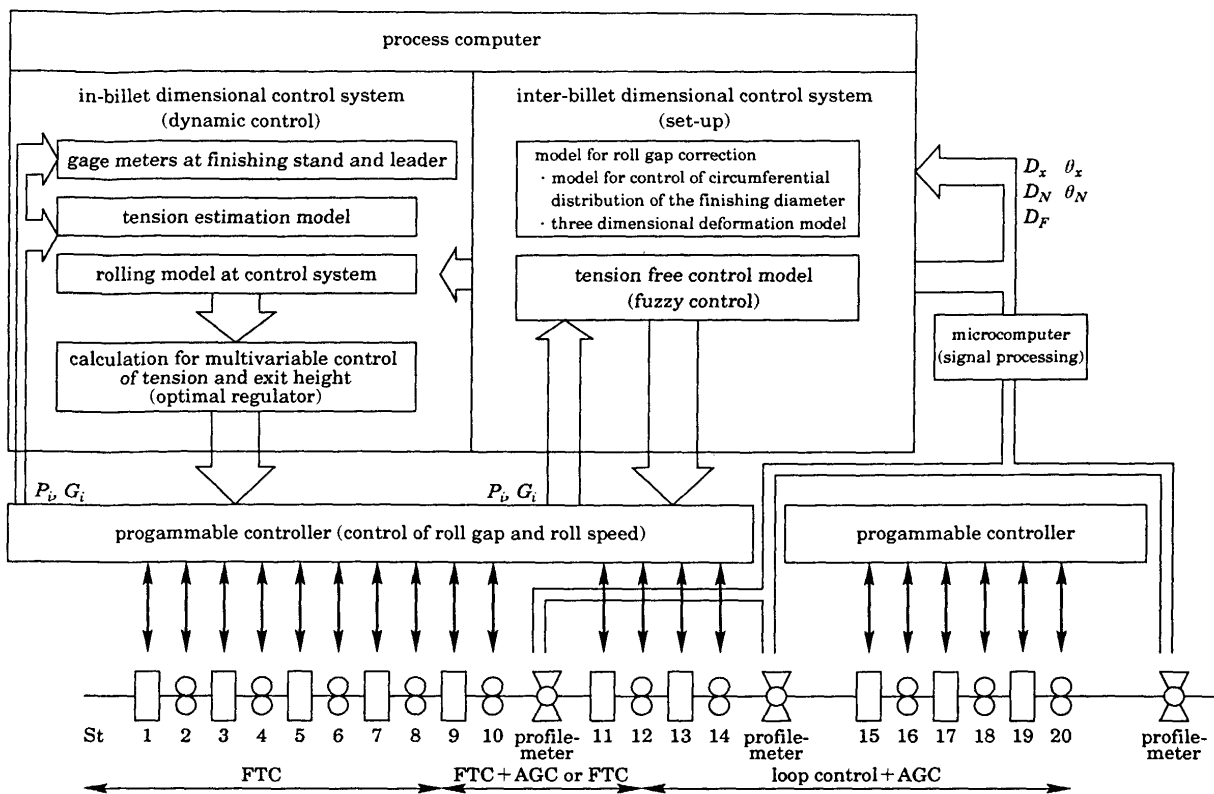 process computer
in-billet dimensional control system
(dynamic control)
gage meters at finishing stand and leader
tension estimation model
rolling model at control system
calculation for multivariable control
of tension and exit height
(optimal regulator)
inter-billet dimensional control system
(set-up)
model for roll gap correction
· model for control of circumferential
distribution of the finishing diameter
· three dimensional deformation model
tension free control model
(fuzzy control)
Dx θx
DN θN
DF
microcomputer
(signal processing)
Pi, Gi
Pi, Gi
progammable controller (control of roll gap and roll speed)
progammable controller
St 1 2 3 4 5 6 7 8 9 10 profile-meter 11 12 13 14 profile-meter 15 16 17 18 19 20 profile-meter
FTC FTC+AGC or FTC loop control+AGC